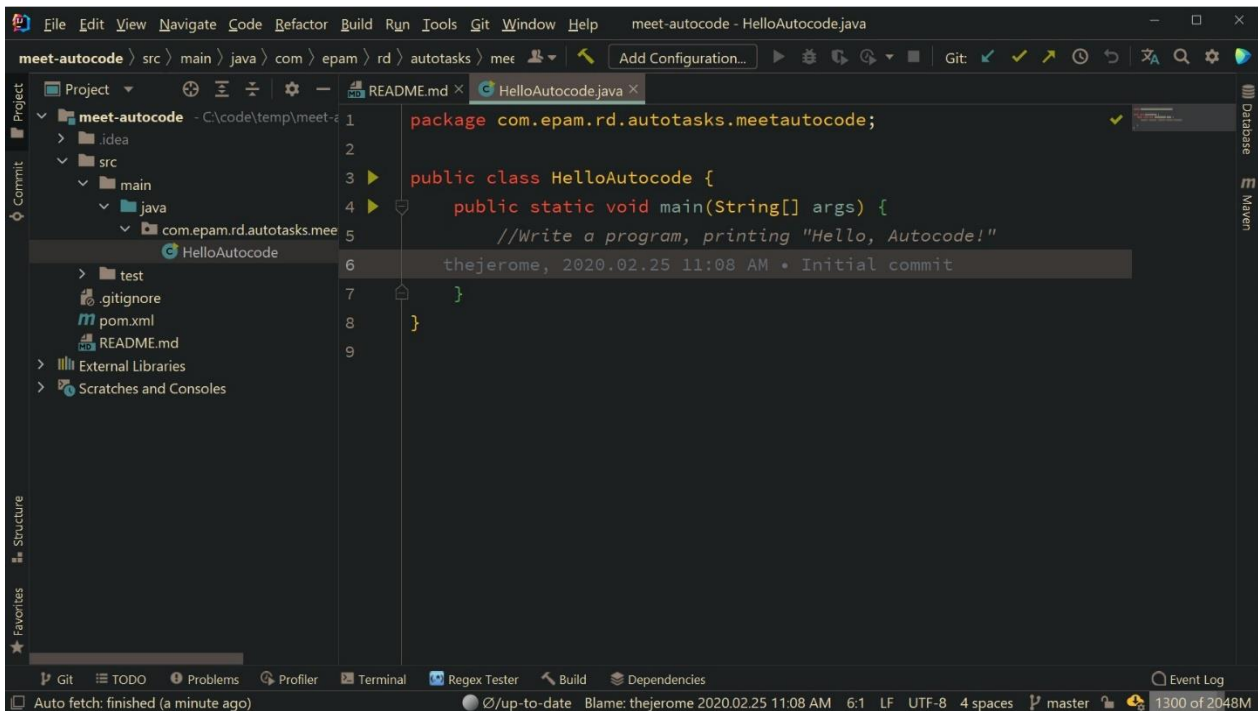 File Edit View Navigate Code Refactor Build Run Tools Git Window Help meet-autocode - HelloAutocode.java
meet-autocode 〉 src 〉 main 〉 java 〉 com 〉 epam 〉 rd 〉 autotasks 〉 mee Add Configuration... Git:
Project
Project
README.md
HelloAutocode.java
meet-autocode - C:\code\temp\meet-a
.idea
src
main
java
com.epam.rd.autotasks.mee
HelloAutocode
test
.gitignore
pom.xml
README.md
External Libraries
Scratches and Consoles
Commit
Structure
Favorites
1 package com.epam.rd.autotasks.meetautocode;
2
3 public class HelloAutocode {
4 public static void main(String[] args) {
5 //Write a program, printing "Hello, Autocode!"
6 thejerome, 2020.02.25 11:08 AM • Initial commit
7 }
8 }
9
Database
m Maven
Git TODO Problems Profiler Terminal Regex Tester Build Dependencies Event Log
Auto fetch: finished (a minute ago) Ø/up-to-date Blame: thejerome 2020.02.25 11:08 AM 6:1 LF UTF-8 4 spaces master 1300 of 2048M